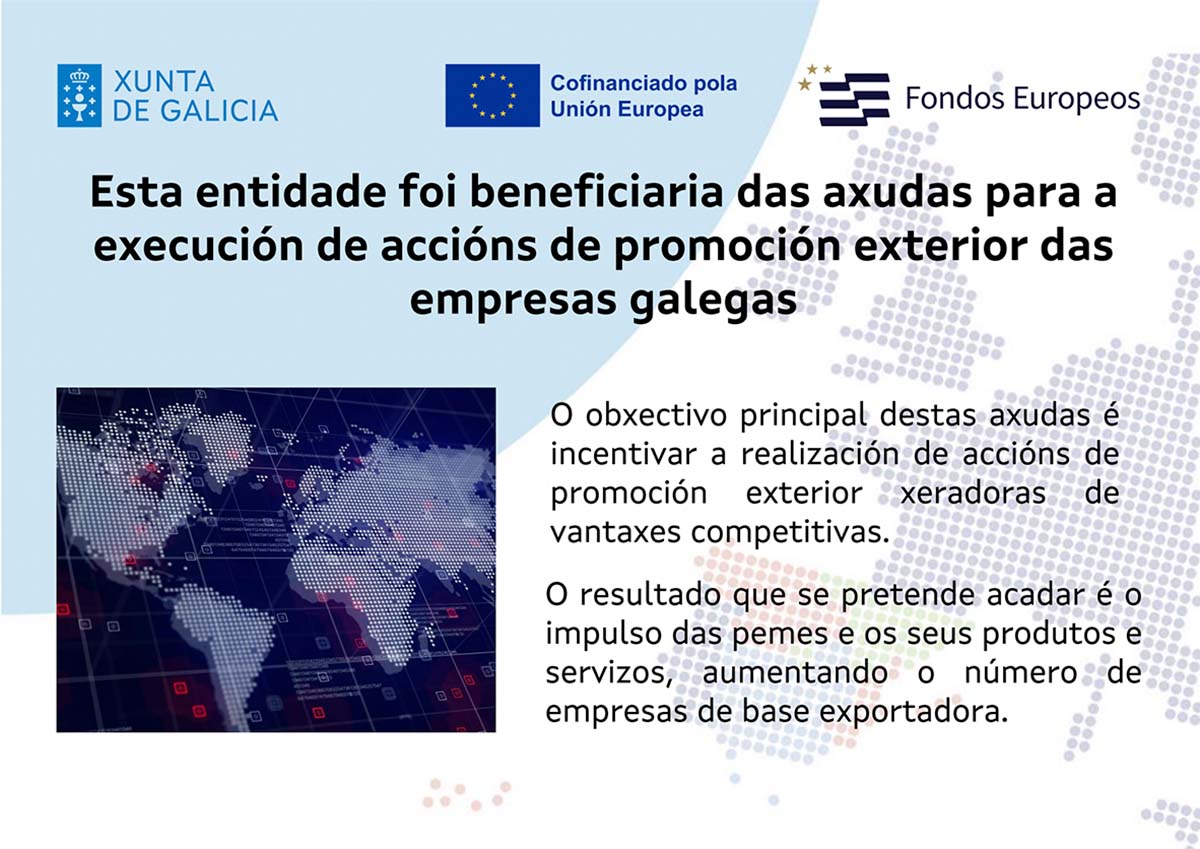 XUNTA
DE GALICIA
Cofinanciado pola
Unión Europea
Fondos Europeos
Esta entidade foi beneficiaria das axudas para a
execución de accións de promoción exterior das
empresas galegas
O obxectivo principal destas axudas é
incentivar a realización de accións de
promoción exterior xeradoras de
vantaxes competitivas.
O resultado que se pretende acadar é o
impulso das pemes e os seus produtos e
servizos, aumentando o número de
empresas de base exportadora.